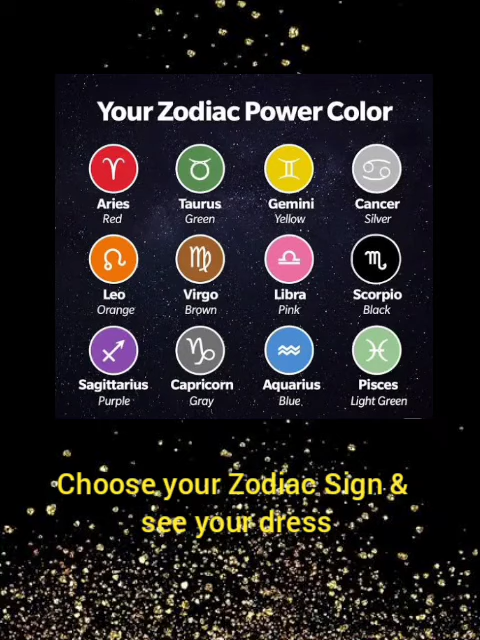 Your Zodiac Power Color
Aries Taurus Gemini Cancer
Red Green Yellow Silver
Leo Virgo Libra Scorpio
Orange Brown Pink Black
Sagittarius Capricorn Aquarius Pisces
Purple Gray Blue Light Green
Choose your Zodiac Sign &
see your dress